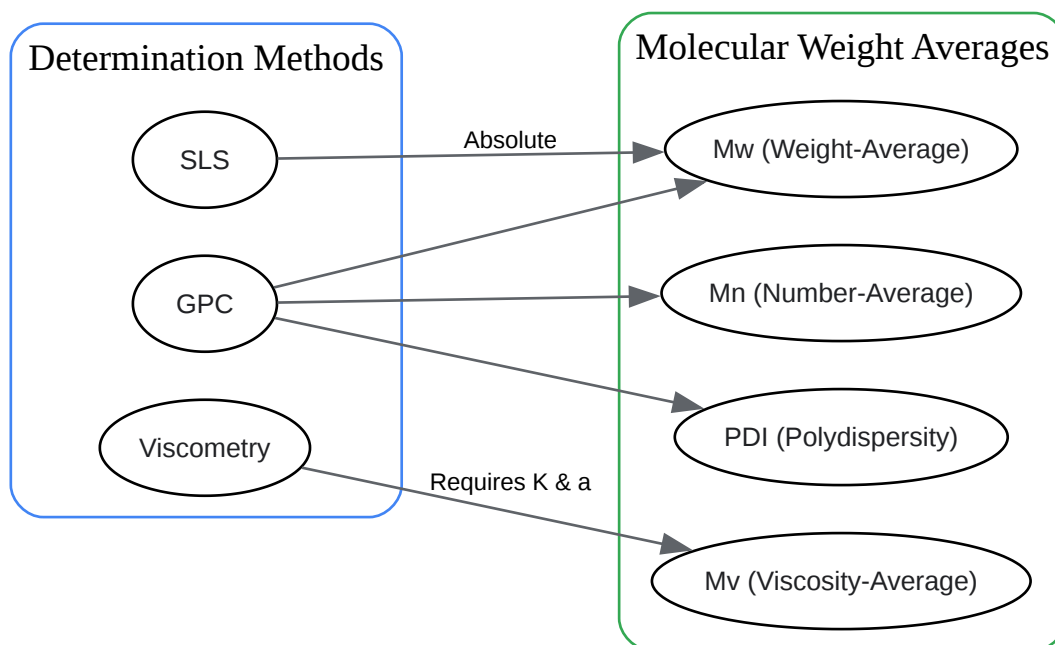 Determination Methods
Molecular Weight Averages
SLS
Absolute
Mw (Weight-Average)
GPC
Mn (Number-Average)
PDI (Polydispersity)
Viscometry
Requires K & a
Mv (Viscosity-Average)